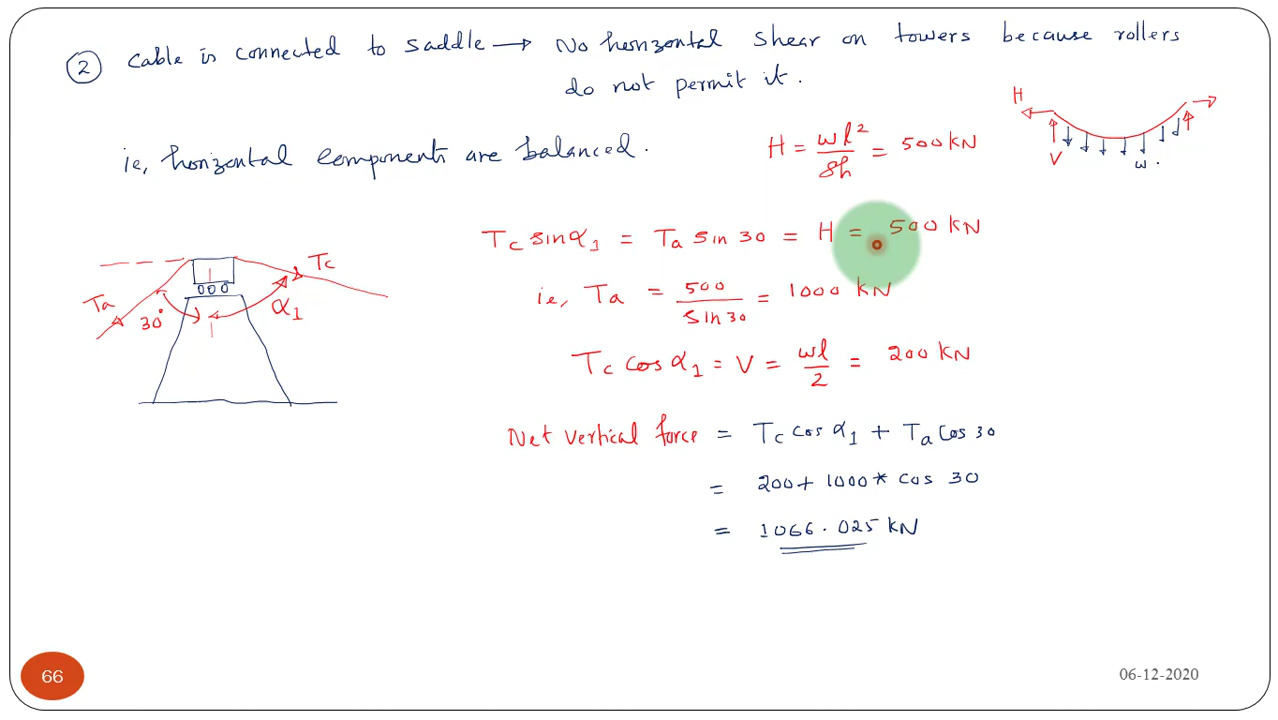 2 cable is connected to saddle → No horizontal shear on towers because rollers
do not permit it.
ie, horizontal components are balanced.
H = wl²/8h = 500 kN
H
V
w
Tc sinα1 = Ta sin 30 = H = 500 kN
ie, Ta = 500/sin 30 = 1000 kN
Ta
30°
α1
Tc
Tc cos α1 = V = wl/2 = 200 kN
Net vertical force = Tc cos α1 + Ta cos 30
= 200 + 1000 * cos 30
= 1066.025 kN
66
06-12-2020